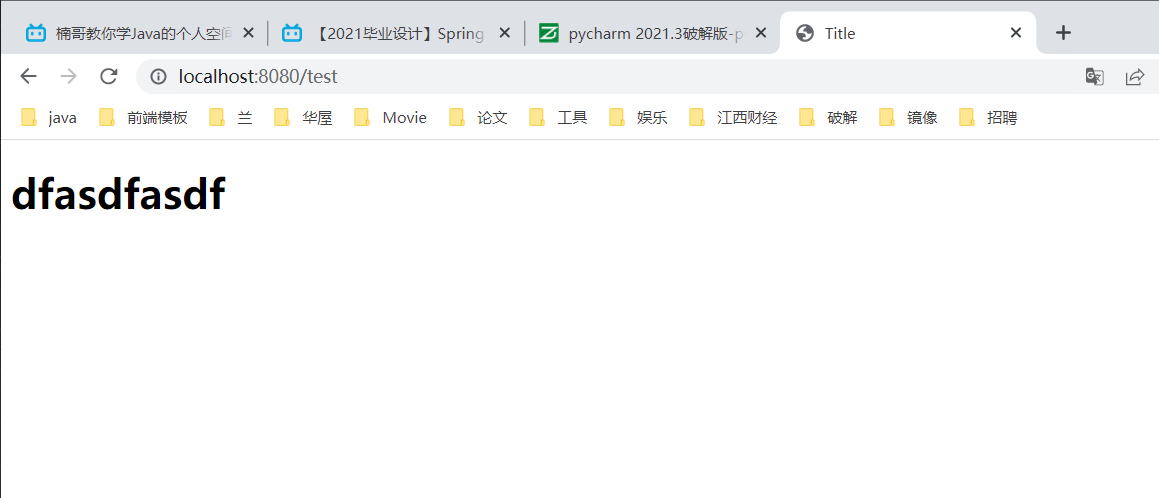 楠哥教你学Java的个人空间 【2021毕业设计】Spring pycharm 2021.3破解版-p Title
localhost:8080/test
java 前端模板 兰 华屋 Movie 论文 工具 娱乐 江西财经 破解 镜像 招聘
dfasdfasdf